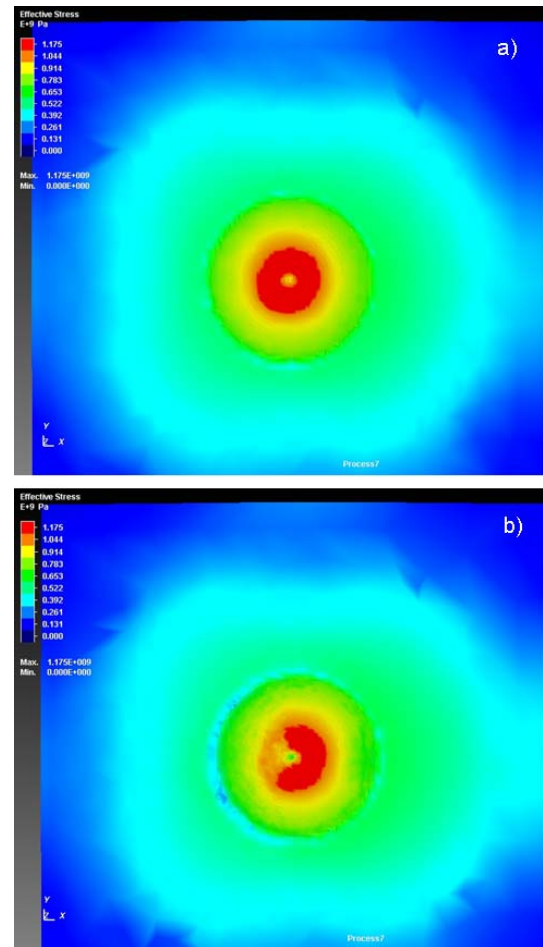 Effective Stress
E+9 Pa
a)
1.175
1.044
0.914
0.783
0.653
0.522
0.392
0.261
0.131
0.000
Max. 1.175E+009
Min. 0.000E+000
Y
Z X
Process7
Effective Stress
E+9 Pa
b)
1.175
1.044
0.914
0.783
0.653
0.522
0.392
0.261
0.131
0.000
Max. 1.175E+009
Min. 0.000E+000
Y
Z X
Process7